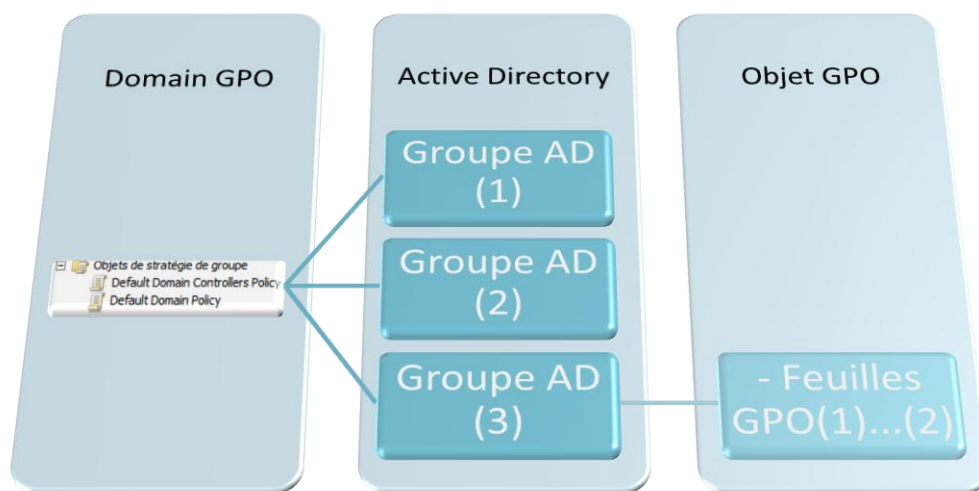 Domain GPO
Active Directory
Objet GPO
Groupe AD
(1)
Objets de stratégie de groupe
Default Domain Controllers Policy
Default Domain Policy
Groupe AD
(2)
Groupe AD
(3)
- Feuilles
GPO(1)...(2)